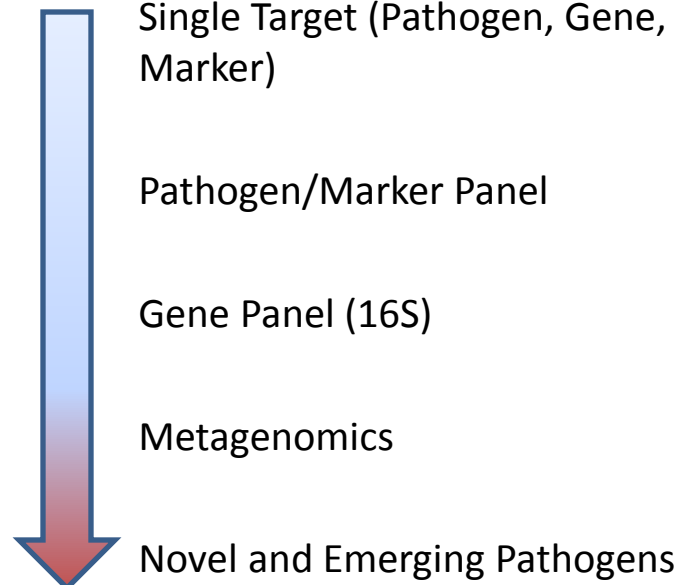 Single Target (Pathogen, Gene,
Marker)
Pathogen/Marker Panel
Gene Panel (16S)
Metagenomics
Novel and Emerging Pathogens